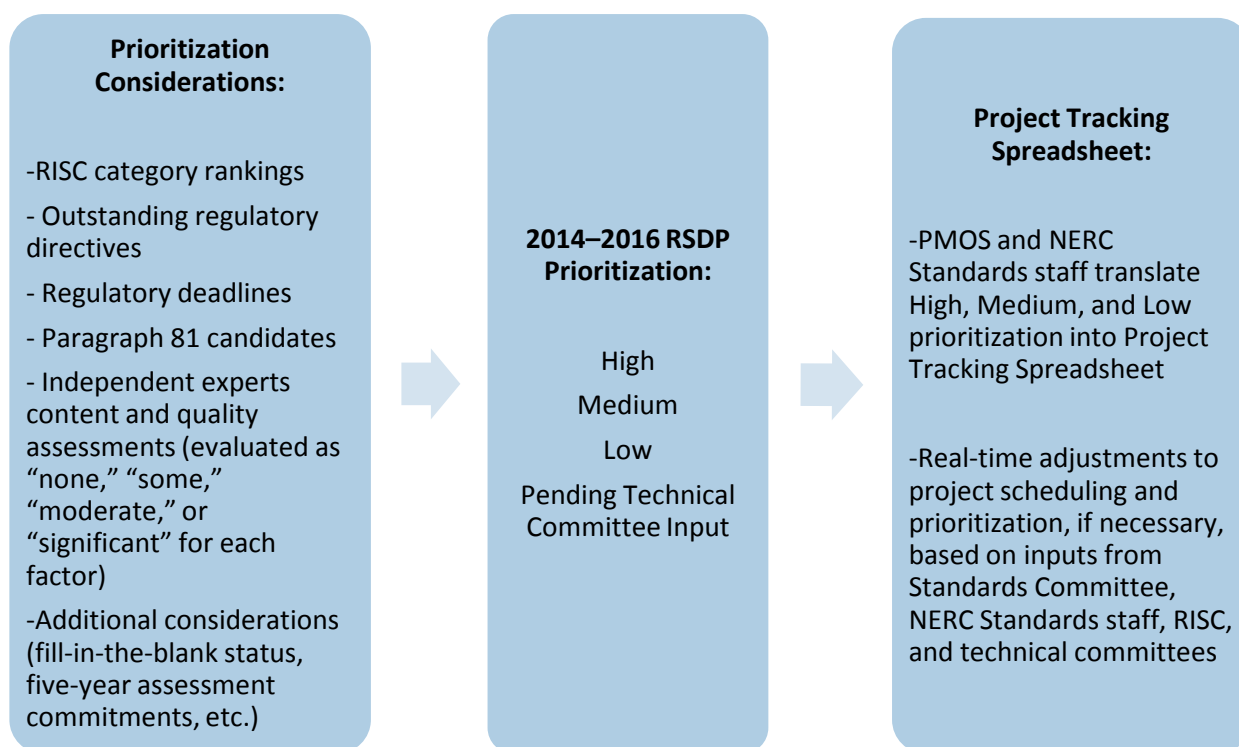 Prioritization
Considerations:
-RISC category rankings
- Outstanding regulatory
directives
- Regulatory deadlines
- Paragraph 81 candidates
- Independent experts
content and quality
assessments (evaluated as
“none,” “some,”
“moderate,” or
“significant” for each
factor)
-Additional considerations
(fill-in-the-blank status,
five-year assessment
commitments, etc.)
2014–2016 RSDP
Prioritization:
High
Medium
Low
Pending Technical
Committee Input
Project Tracking
Spreadsheet:
-PMOS and NERC
Standards staff translate
High, Medium, and Low
prioritization into Project
Tracking Spreadsheet
-Real-time adjustments to
project scheduling and
prioritization, if necessary,
based on inputs from
Standards Committee,
NERC Standards staff, RISC,
and technical committees